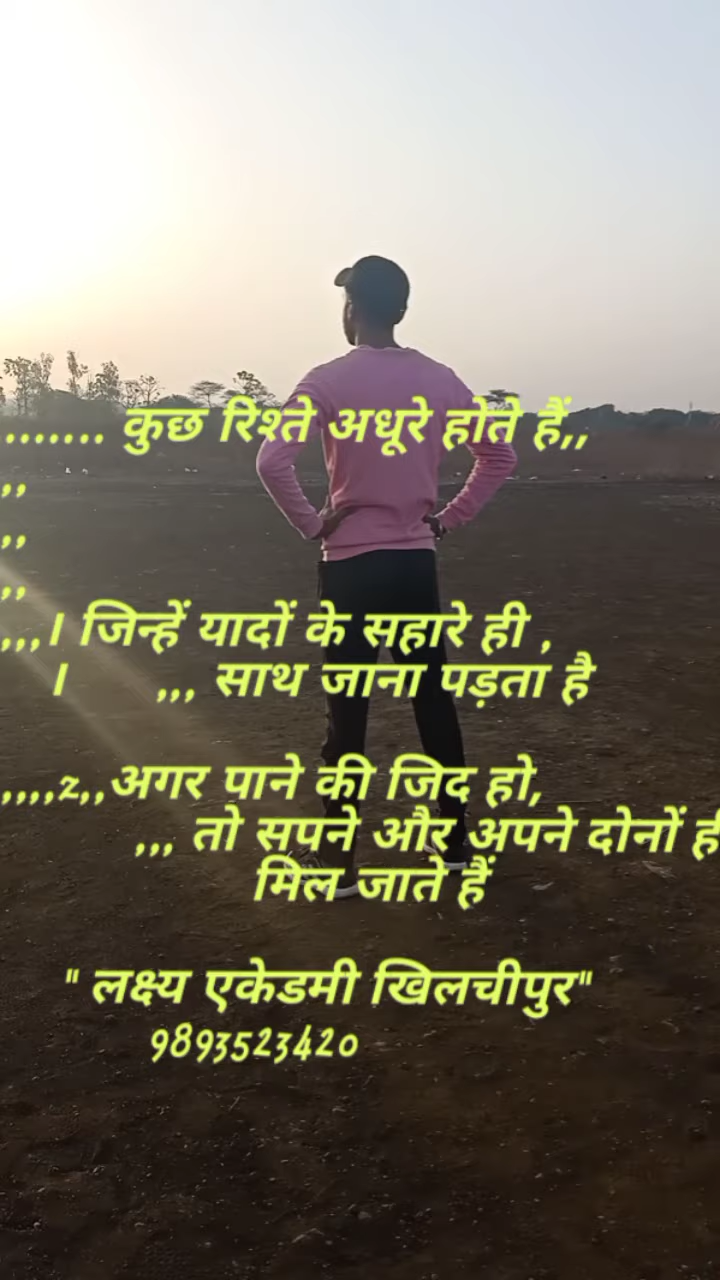 ....... कुछ रिश्ते अधूरे होते हैं,,
,,
,,
,,
,,,। जिन्हें यादों के सहारे ही ,
। ,,, साथ जाना पड़ता है
,,,,z,,अगर पाने की जिद हो,
,,, तो सपने और अपने दोनों ही
मिल जाते हैं
" लक्ष्य एकेडमी खिलचीपुर"
9893523420